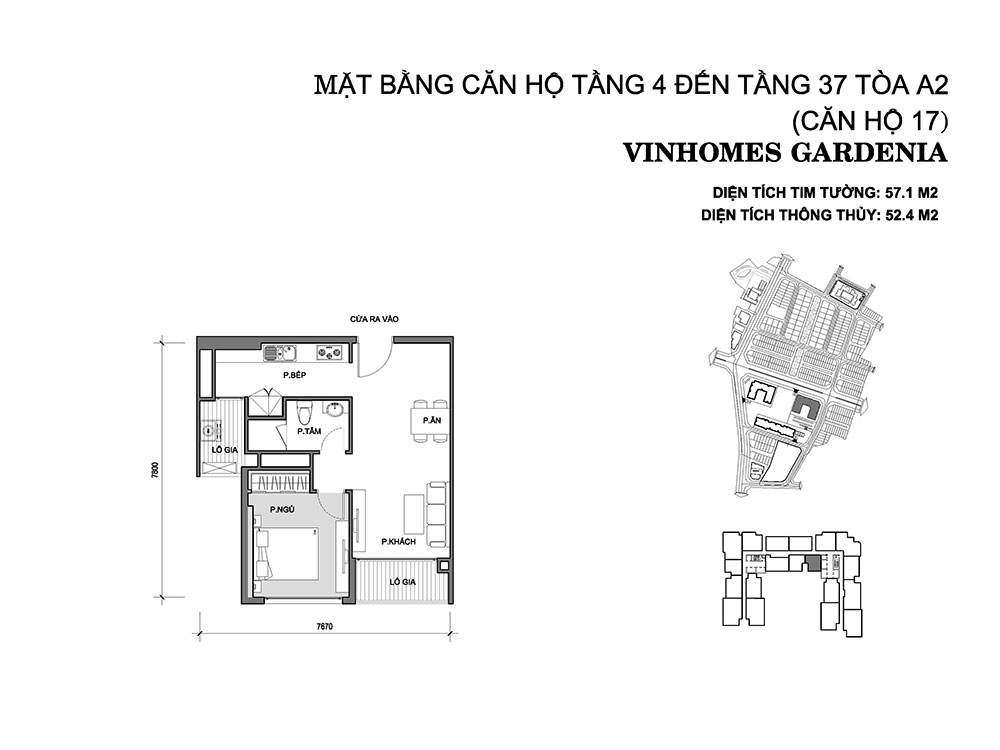 MẶT BẰNG CĂN HỘ TẦNG 4 ĐẾN TẦNG 37 TÒA A2
(CĂN HỘ 17)
VINHOMES GARDENIA
DIỆN TÍCH TIM TƯỜNG: 57.1 M2
DIỆN TÍCH THÔNG THỦY: 52.4 M2
CỬA RA VÀO
P.BẾP
P.ĂN
P.TẮM
LÔ GIA
7800
P.NGỦ
P.KHÁCH
LÔ GIA
7670